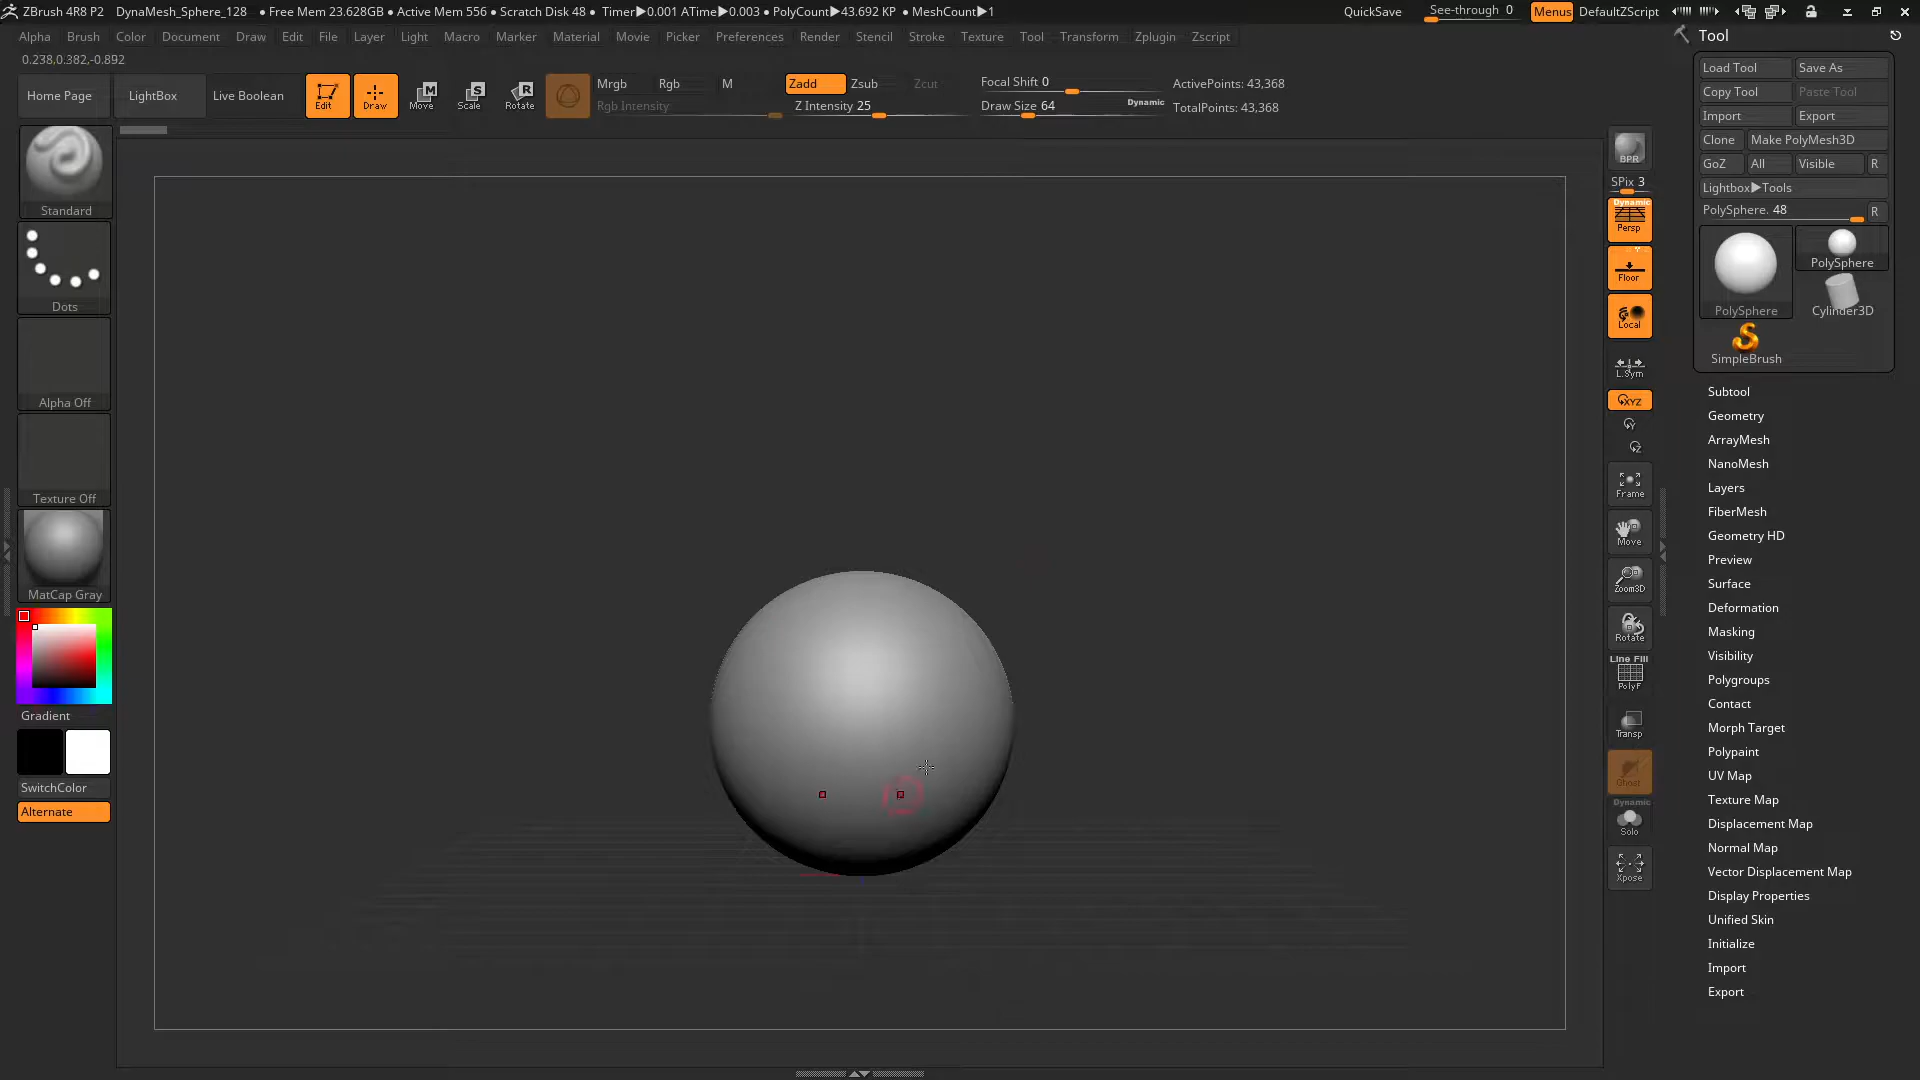 ZBrush 4R8 P2 DynaMesh_Sphere_128 ● Free Mem 23.628GB ● Active Mem 556 ● Scratch Disk 48 ● Timer▶0.001 ATime▶0.003 ● PolyCount▶43.692 KP ● MeshCount▶1 QuickSave See-through 0 Menus DefaultZScript
Alpha Brush Color Document Draw Edit File Layer Light Macro Marker Material Movie Picker Preferences Render Stencil Stroke Texture Tool Transform Zplugin Zscript
0.238,0.382,-0.892
Home Page LightBox Live Boolean Edit Draw Move Scale Rotate
Mrgb Rgb M Zadd Zsub Zcut Focal Shift 0 ActivePoints: 43,368
Rgb Intensity Z Intensity 25 Draw Size 64 Dynamic TotalPoints: 43,368
Standard
Dots
Alpha Off
Texture Off
MatCap Gray
Gradient
SwitchColor
Alternate
BPR
SPix 3
Dynamic
Persp
Floor
Local
L.Sym
XYZ
Y
Z
Frame
Move
Zoom3D
Rotate
Line Fill
PolyF
Transp
Ghost
Dynamic
Solo
Xpose
Tool
Load Tool Save As
Copy Tool Paste Tool
Import Export
Clone Make PolyMesh3D
GoZ All Visible R
Lightbox▶Tools
PolySphere. 48 R
PolySphere
PolySphere Cylinder3D
SimpleBrush
Subtool
Geometry
ArrayMesh
NanoMesh
Layers
FiberMesh
Geometry HD
Preview
Surface
Deformation
Masking
Visibility
Polygroups
Contact
Morph Target
Polypaint
UV Map
Texture Map
Displacement Map
Normal Map
Vector Displacement Map
Display Properties
Unified Skin
Initialize
Import
Export